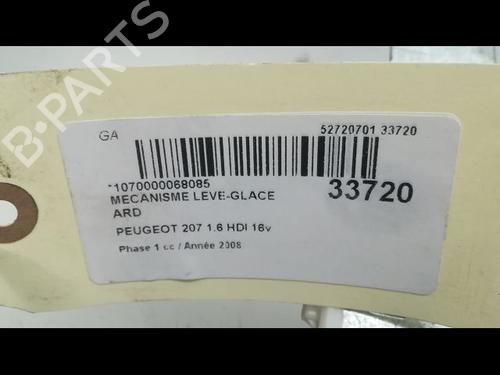 B-PARTS
GA
52720701 33720
*1070000068085
33720
MECANISME LEVE-GLACE
ARD
PEUGEOT 207 1.6 HDI 16v
Phase 1 cc / Année 2008